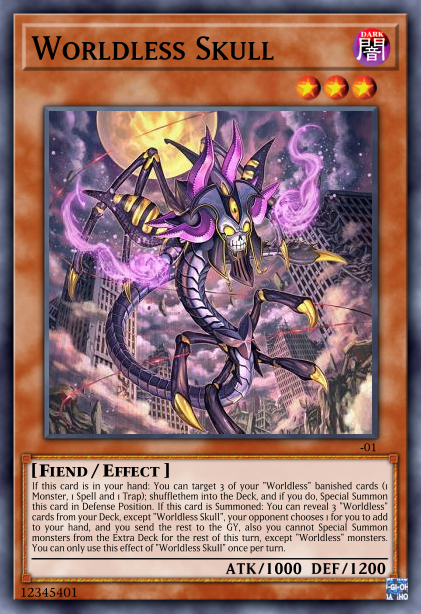 WORLDLESS SKULL
DARK
闇
-01
[FIEND / EFFECT ]
If this card is in your hand: You can target 3 of your "Worldless" banished cards (1
Monster, 1 Spell and 1 Trap); shufflethem into the Deck, and if you do, Special Summon
this card in Defense Position. If this card is Summoned: You can reveal 3 "Worldless"
cards from your Deck, except "Worldless Skull", your opponent chooses 1 for you to add
to your hand, and you send the rest to the GY, also you cannot Special Summon
monsters from the Extra Deck for the rest of this turn, except "Worldless" monsters.
You can only use this effect of "Worldless Skull" once per turn.
ATK/1000 DEF/1200
12345401